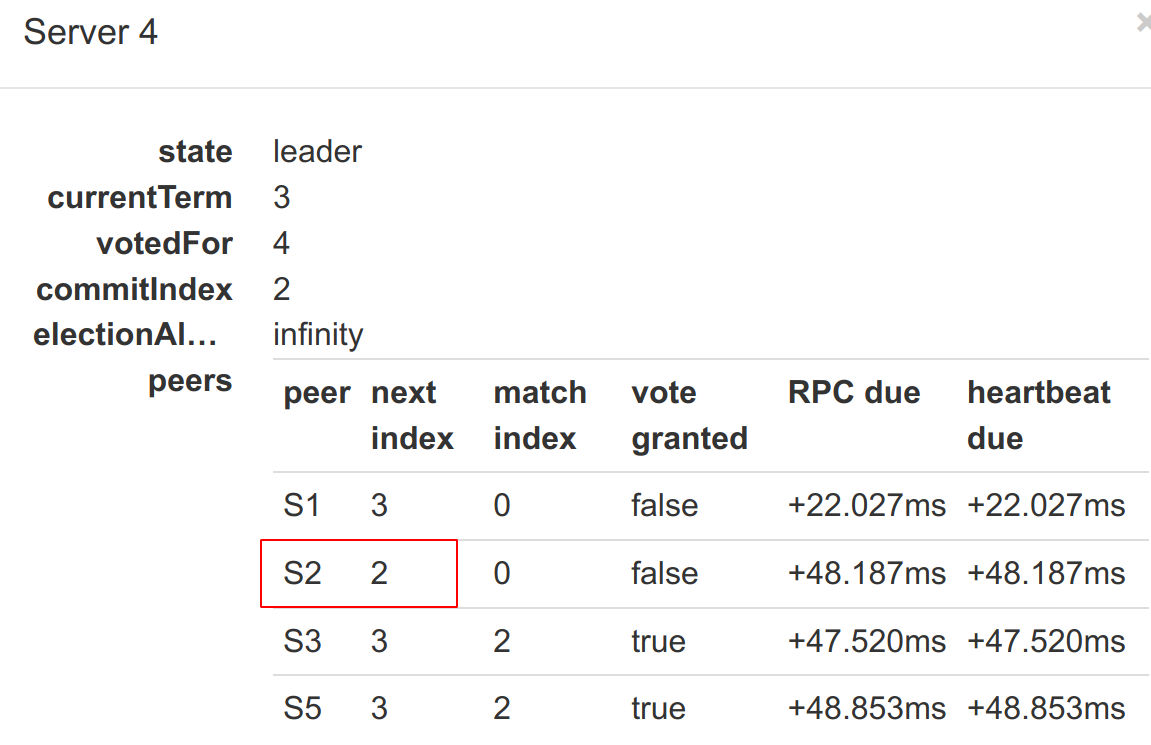 Server 4 ×
state leader
currentTerm 3
votedFor 4
commitIndex 2
electionAl... infinity
peers
peer next index match index vote granted RPC due heartbeat due
S1 3 0 false +22.027ms +22.027ms
S2 2 0 false +48.187ms +48.187ms
S3 3 2 true +47.520ms +47.520ms
S5 3 2 true +48.853ms +48.853ms